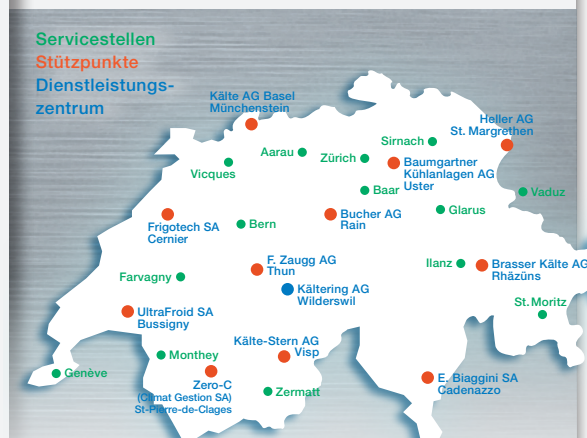 Servicestellen
Stützpunkte
Dienstleistungs-
zentrum
Kälte AG Basel
Münchenstein
Heller AG
St. Margrethen
Sirnach
Aarau
Zürich
Baumgartner
Kühlanlagen AG
Uster
Vicques
Baar
Vaduz
Glarus
Bucher AG
Rain
Frigotech SA
Cernier
Bern
F. Zaugg AG
Thun
Ilanz
Brasser Kälte AG
Rhäzüns
Farvagny
Kältering AG
Wilderswil
St. Moritz
UltraFroid SA
Bussigny
Kälte-Stern AG
Visp
Monthey
Genève
Zero-C
(Climat Gestion SA)
St-Pierre-de-Clages
Zermatt
E. Biaggini SA
Cadenazzo